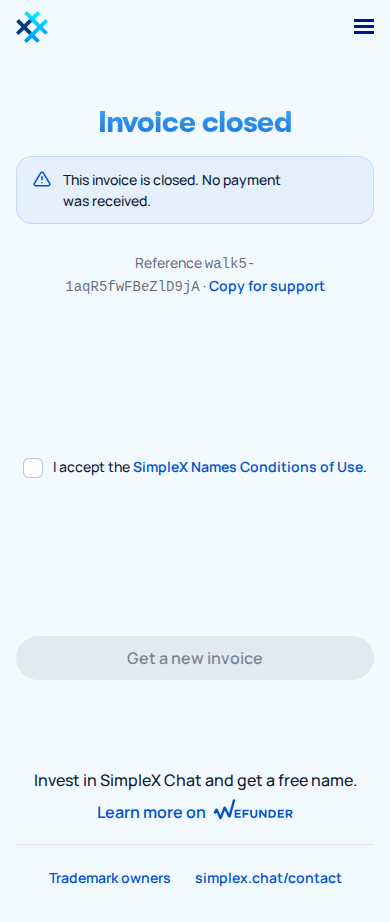 Invoice closed
This invoice is closed. No payment
was received.
Reference walk5-
1aqR5fwFBeZlD9jA · Copy for support
I accept the SimpleX Names Conditions of Use.
Get a new invoice
Invest in SimpleX Chat and get a free name.
Learn more on WEFUNDER
Trademark owners simplex.chat/contact